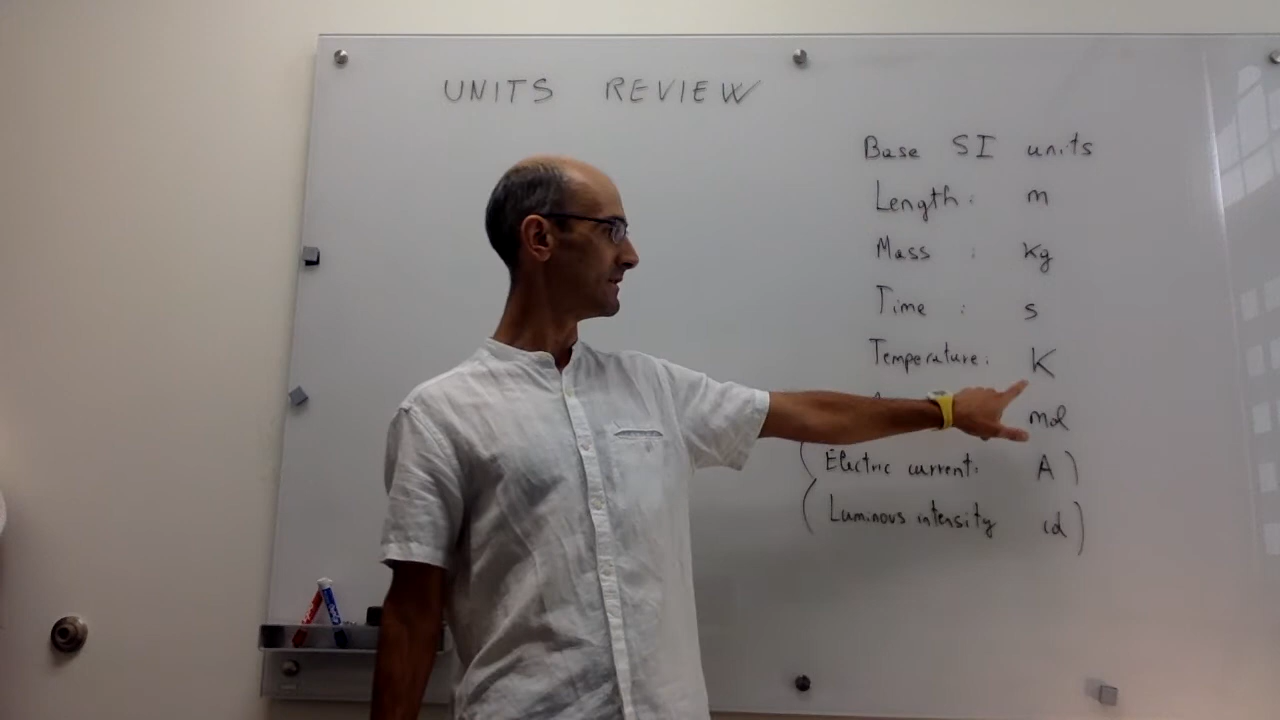 UNITS REVIEW
Base SI units
Length: m
Mass : Kg
Time : s
Temperature: K
mol
(Electric current: A)
(Luminous intensity cd)